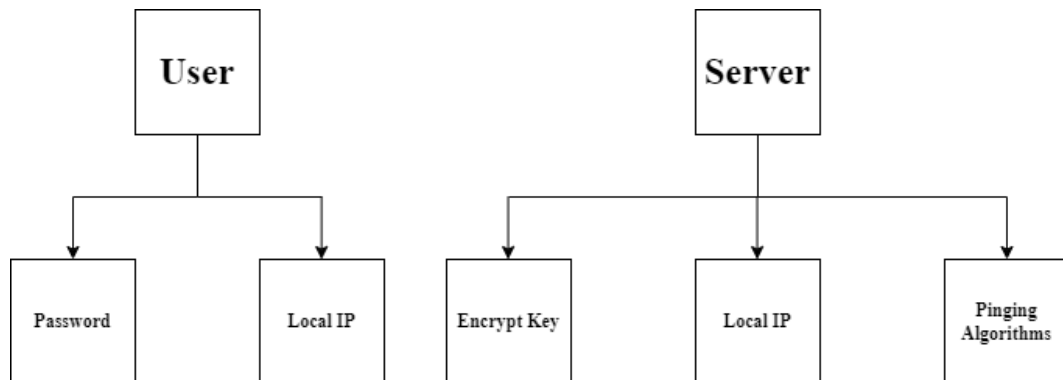 User
Server
Password
Local IP
Encrypt Key
Local IP
Pinging
Algorithms